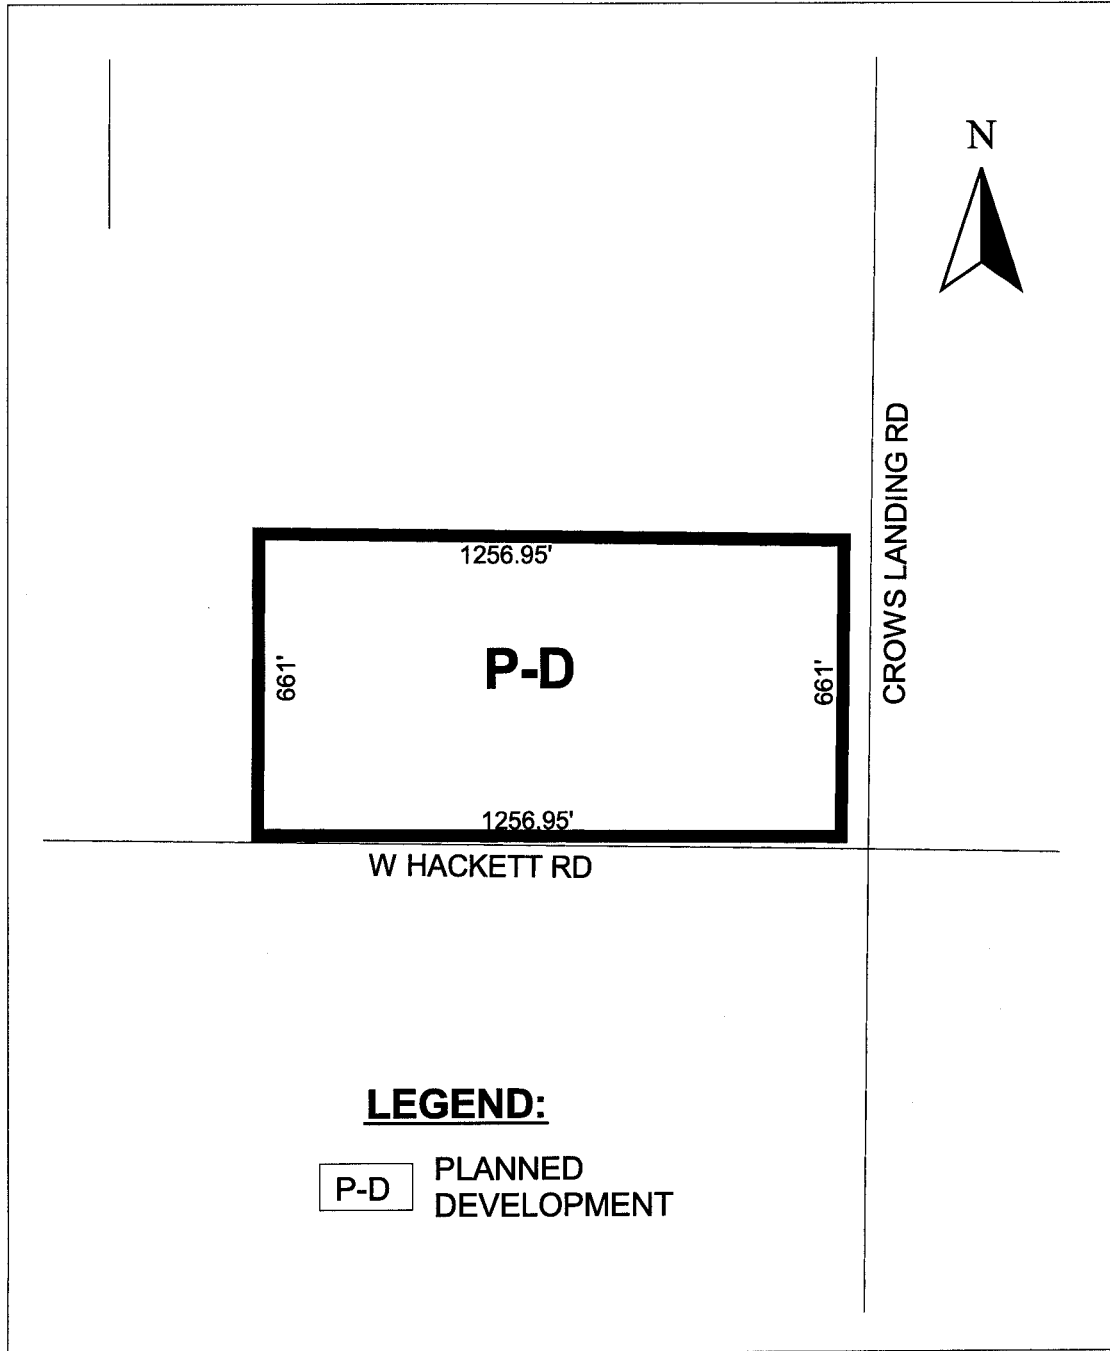 N
CROWS LANDING RD
1256.95'
661'
P-D
661'
1256.95'
W HACKETT RD
LEGEND:
P-D
PLANNED
DEVELOPMENT